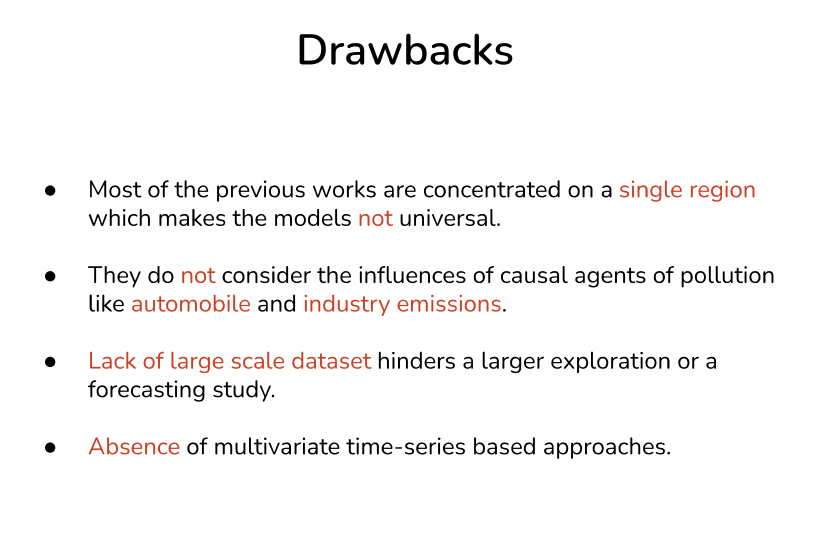 Drawbacks
● Most of the previous works are concentrated on a single region
which makes the models not universal.
● They do not consider the influences of causal agents of pollution
like automobile and industry emissions.
● Lack of large scale dataset hinders a larger exploration or a
forecasting study.
● Absence of multivariate time-series based approaches.